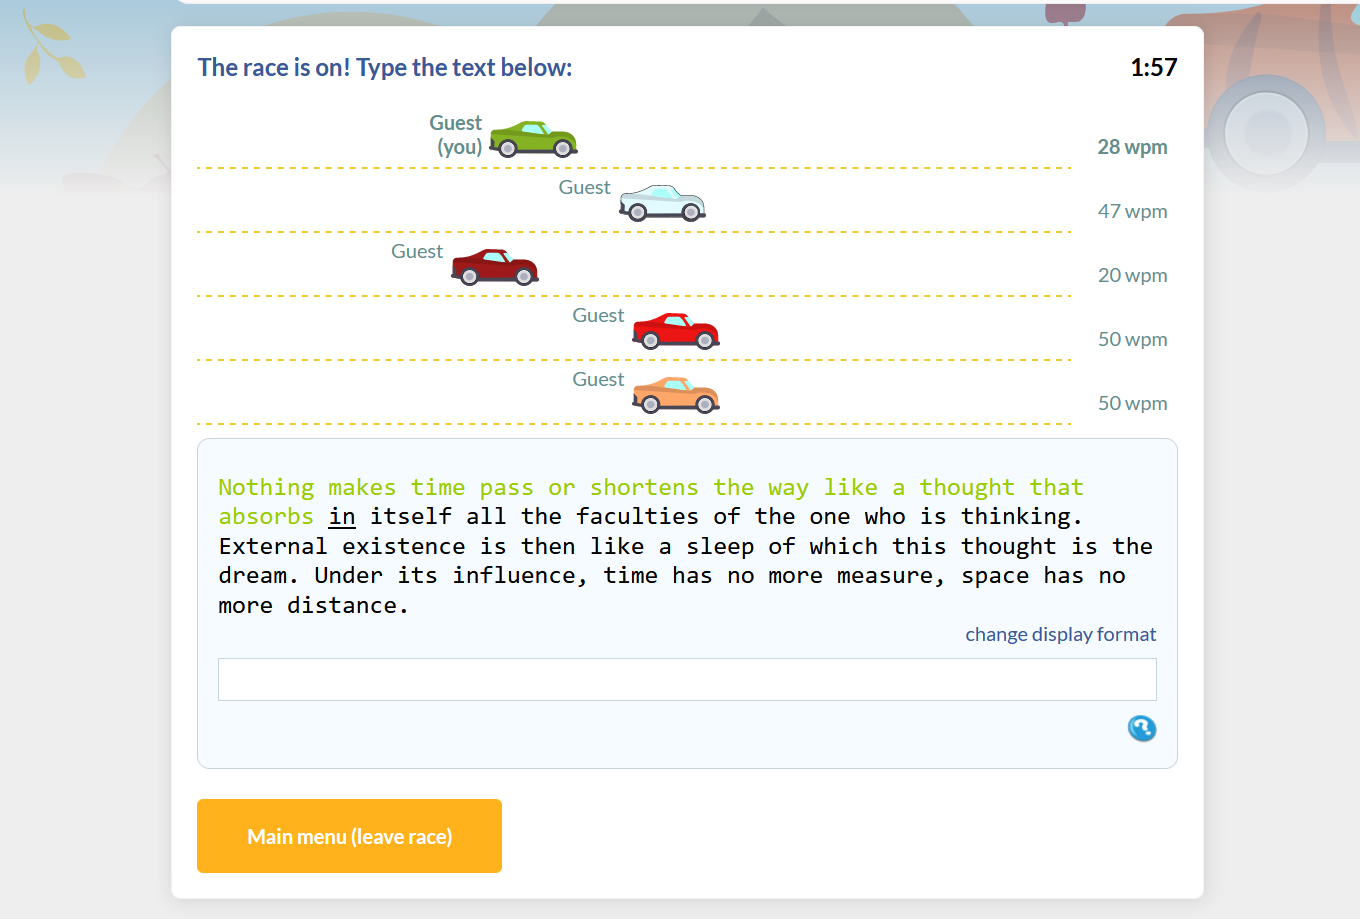 The race is on! Type the text below:
1:57
Guest
(you)
28 wpm
Guest
47 wpm
Guest
20 wpm
Guest
50 wpm
Guest
50 wpm
Nothing makes time pass or shortens the way like a thought that
absorbs in itself all the faculties of the one who is thinking.
External existence is then like a sleep of which this thought is the
dream. Under its influence, time has no more measure, space has no
more distance.
change display format
?
Main menu (leave race)